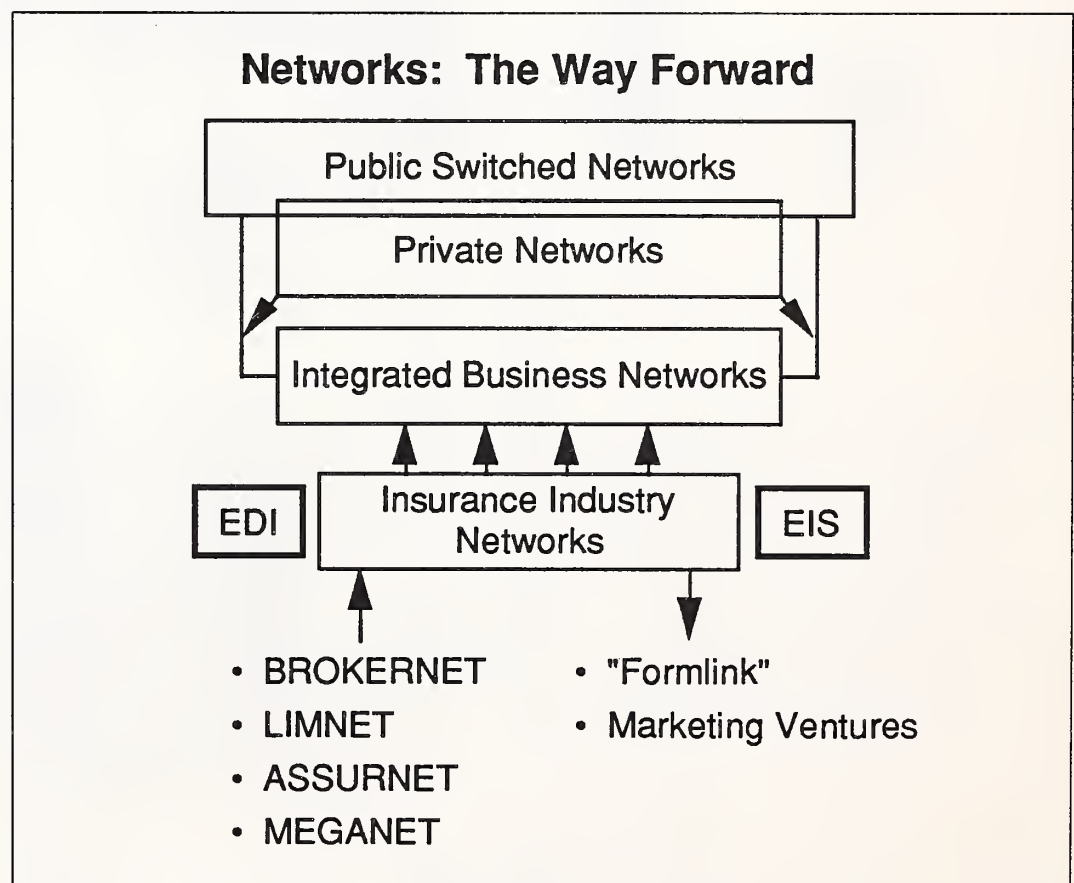 Networks: The Way Forward
Public Switched Networks
Private Networks
Integrated Business Networks
EDI
Insurance Industry
Networks
EIS
• BROKERNET
• LIMNET
• ASSURNET
• MEGANET
• "Formlink"
• Marketing Ventures